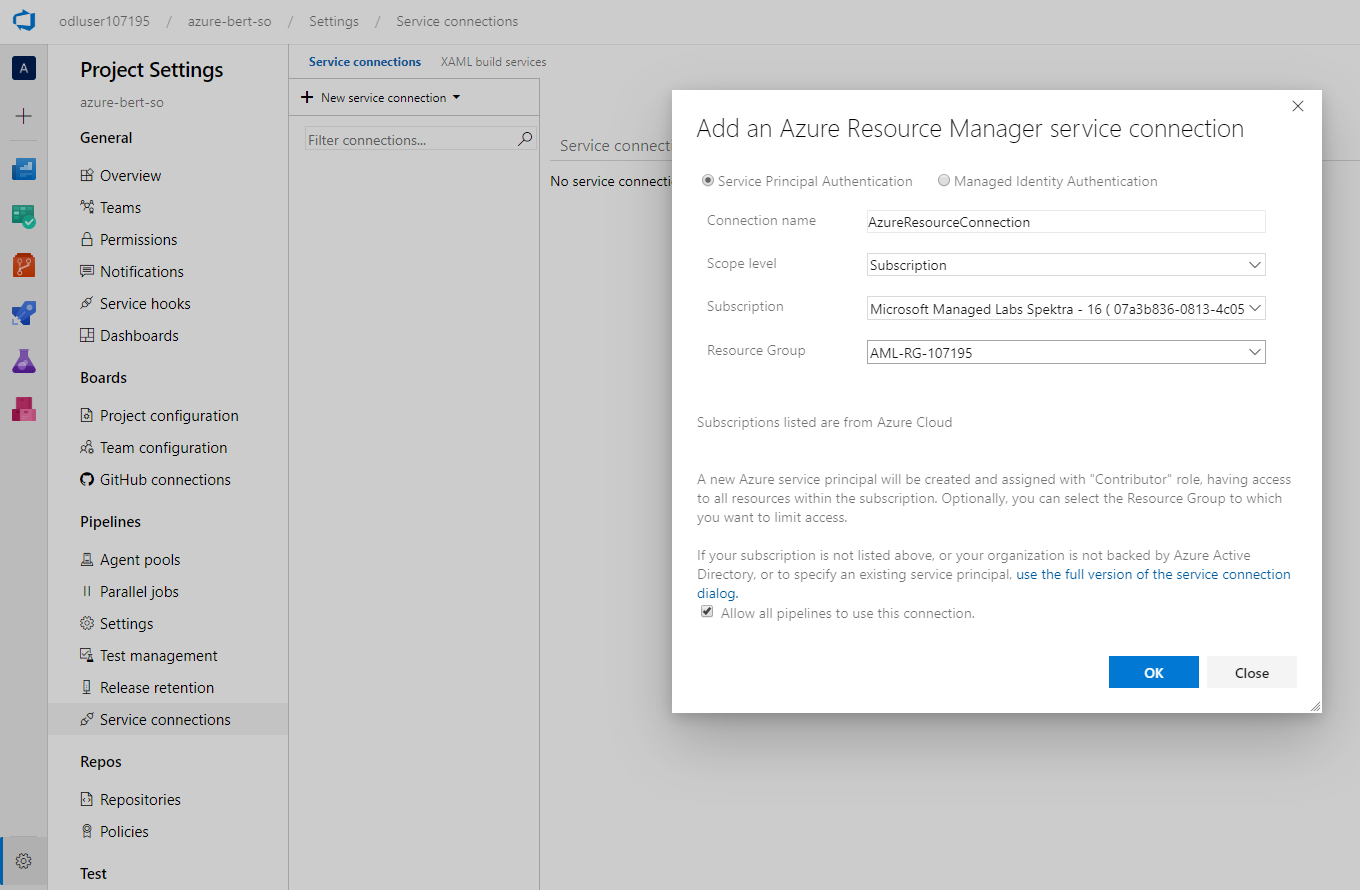 odluser107195 / azure-bert-so / Settings / Service connections
A
Project Settings
azure-bert-so
General
Overview
Teams
Permissions
Notifications
Service hooks
Dashboards
Boards
Project configuration
Team configuration
GitHub connections
Pipelines
Agent pools
Parallel jobs
Settings
Test management
Release retention
Service connections
Repos
Repositories
Policies
Test
Service connections XAML build services
New service connection
Filter connections...
Service connect
No service connecti
Add an Azure Resource Manager service connection
Service Principal Authentication Managed Identity Authentication
Connection name AzureResourceConnection
Scope level Subscription
Subscription Microsoft Managed Labs Spektra - 16 ( 07a3b836-0813-4c05
Resource Group AML-RG-107195
Subscriptions listed are from Azure Cloud
A new Azure service principal will be created and assigned with "Contributor" role, having access
to all resources within the subscription. Optionally, you can select the Resource Group to which
you want to limit access.
If your subscription is not listed above, or your organization is not backed by Azure Active
Directory, or to specify an existing service principal, use the full version of the service connection
dialog.
Allow all pipelines to use this connection.
OK Close